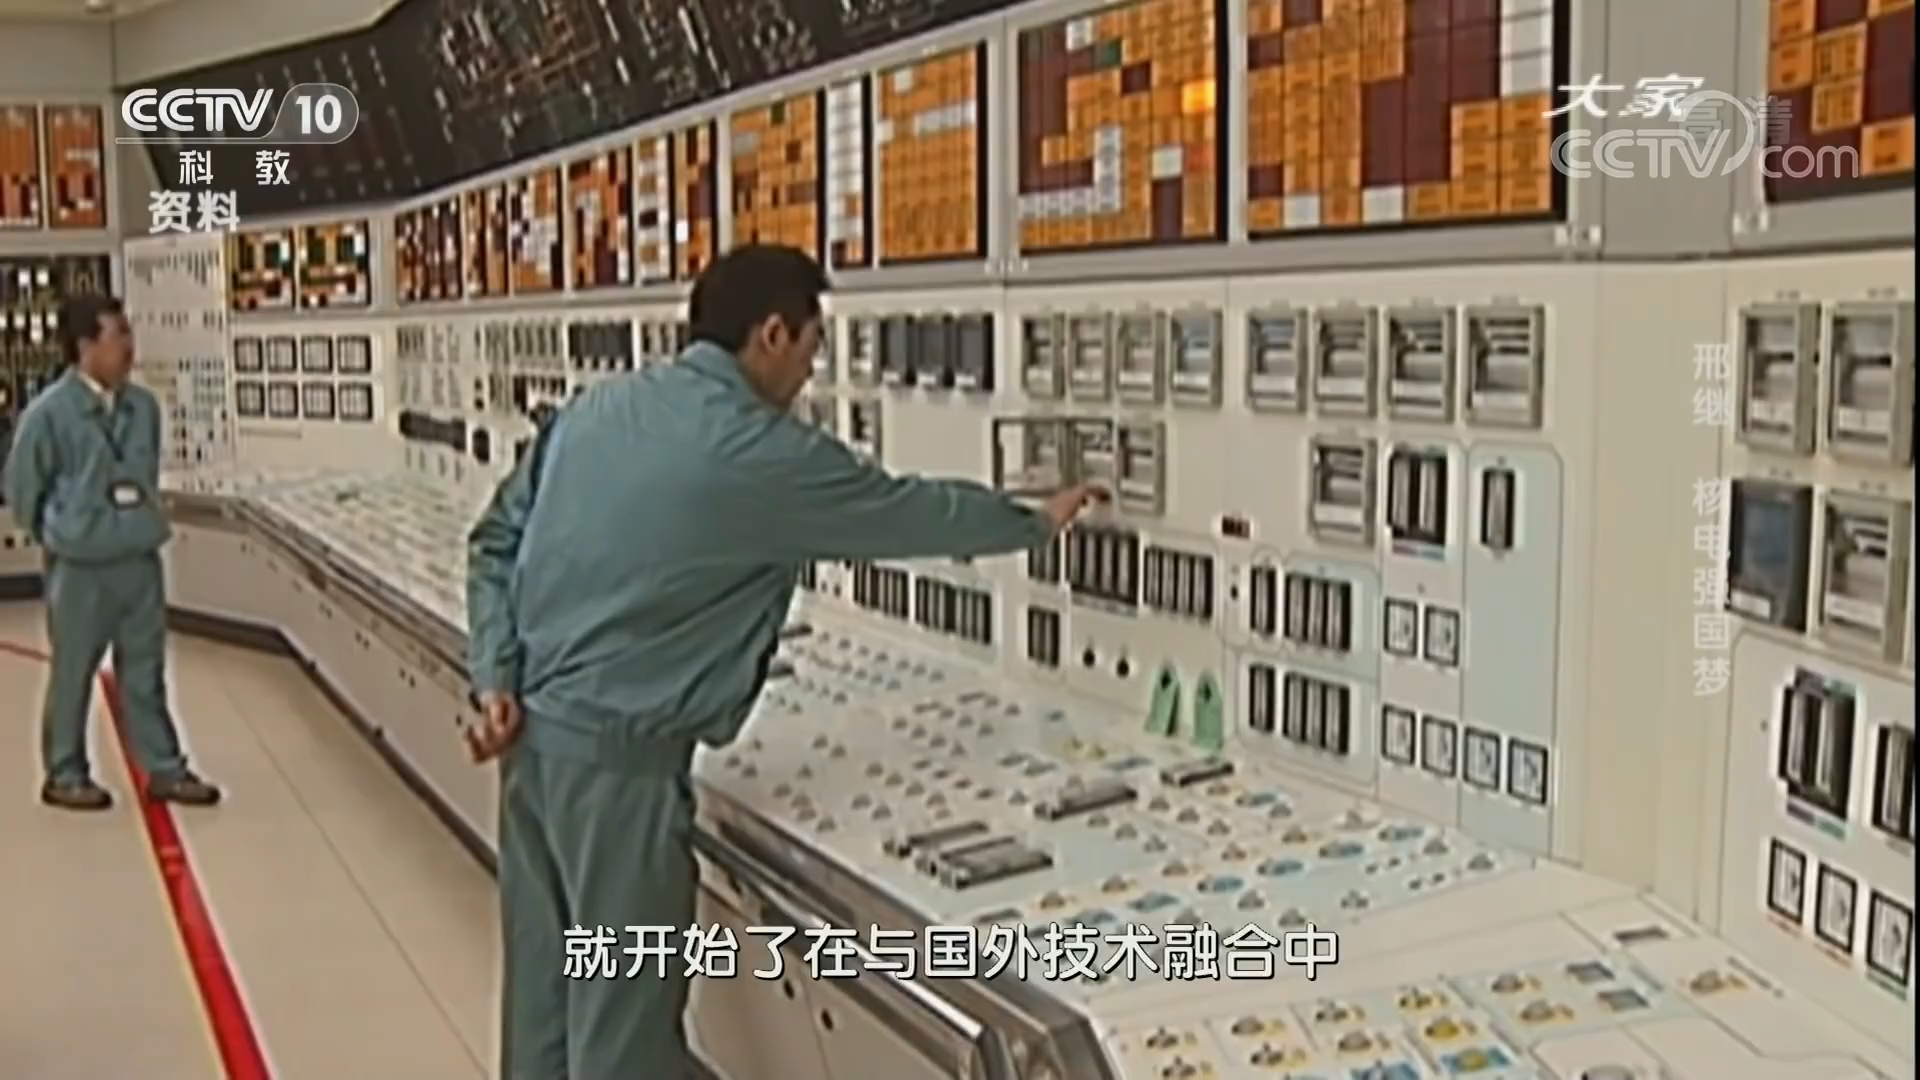 CCTV 10
科教
资料
大家
高清
CCTV.com
邢继 核电强国梦
就开始了在与国外技术融合中